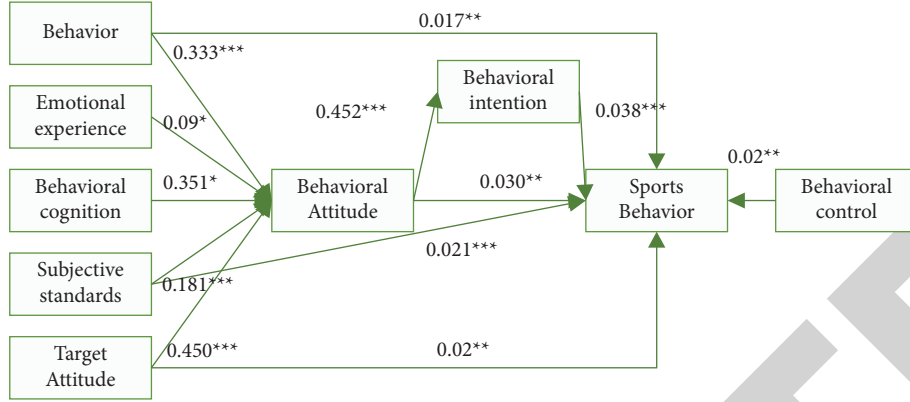 Behavior
0.017**
0.333***
Behavioral
intention
Emotional
experience
0.09*
0.452***
0.038***
Behavioral
cognition
0.351*
Behavioral
Attitude
0.030**
Sports
Behavior
0.02**
Behavioral
control
Subjective
standards
0.181***
0.021***
Target
Attitude
0.450***
0.02**